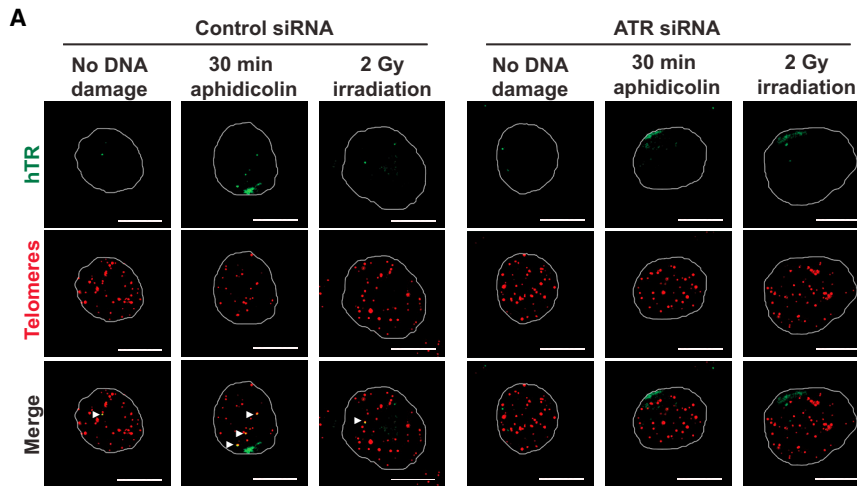 A
Control siRNA
ATR siRNA
No DNA damage
30 min aphidicolin
2 Gy irradiation
No DNA damage
30 min aphidicolin
2 Gy irradiation
hTR
Telomeres
Merge